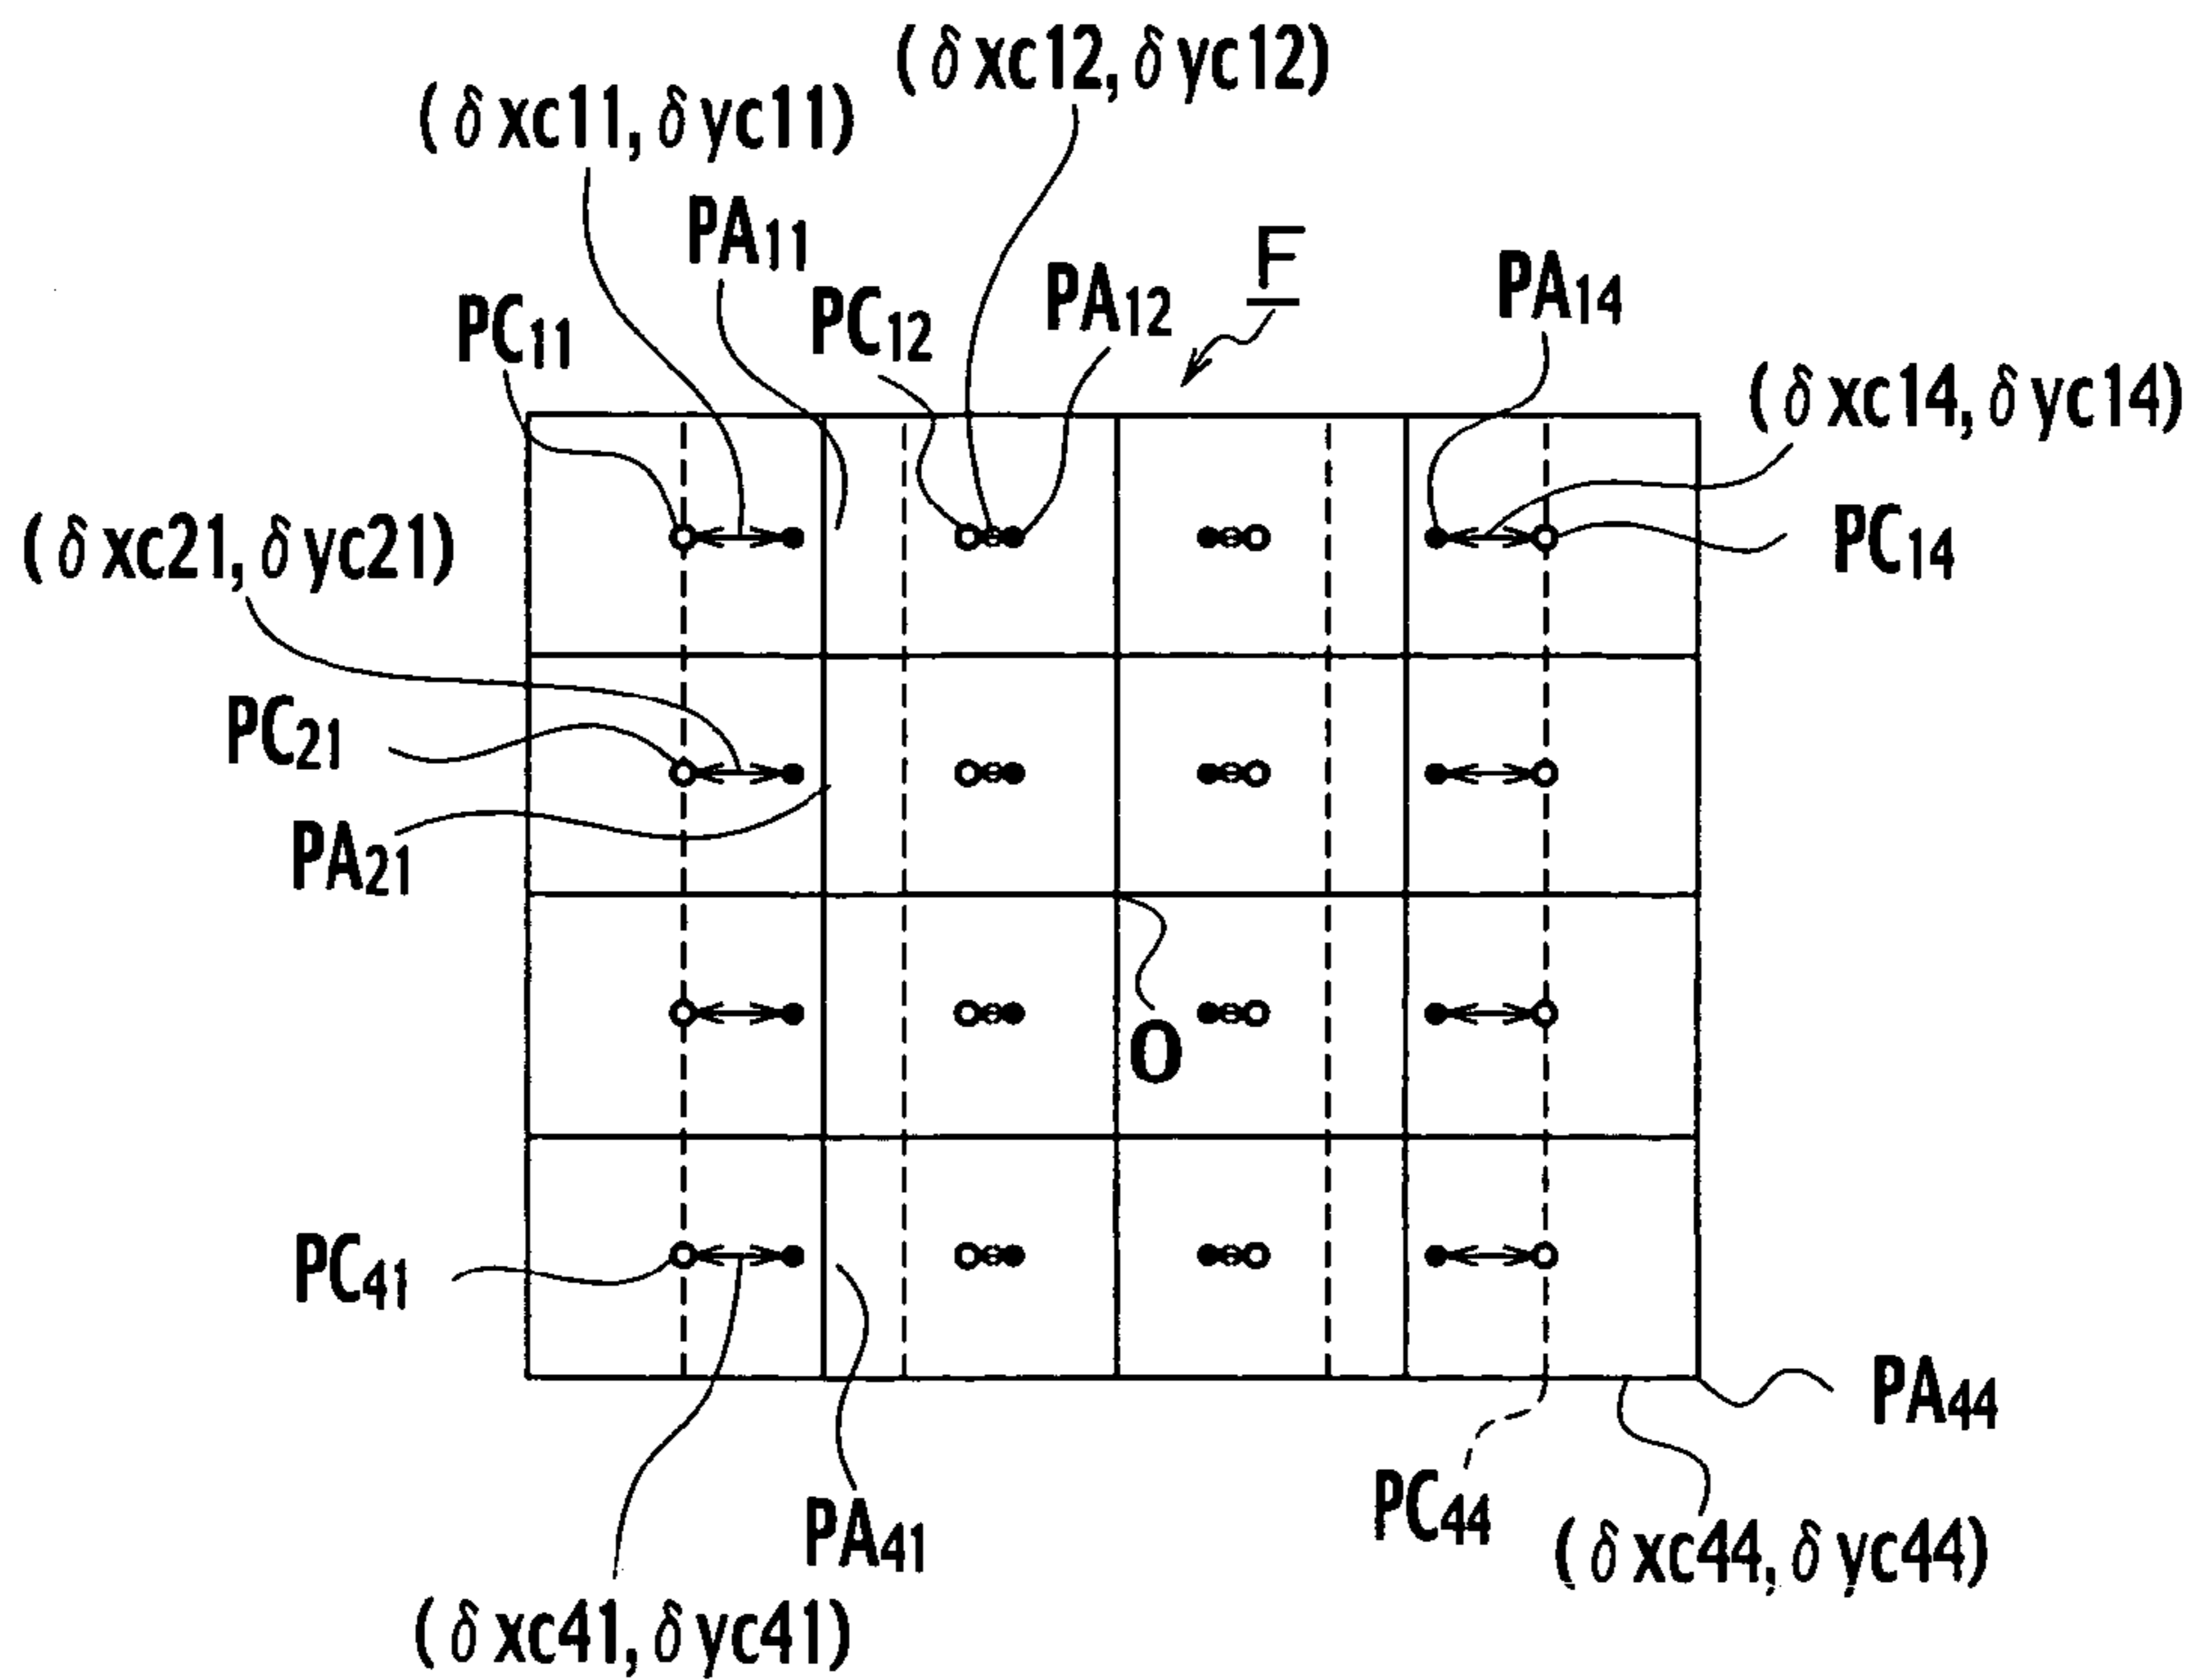 (δxc12,δyc12)
(δxc11,δyc11)
PA11
F
PA14
PC11
PC12
PA12
(δxc14,δyc14)
(δxc21,δyc21)
PC14
PC21
PA21
O
PC41
PA44
PC44
PA41
(δxc44,δyc44)
(δxc41,δyc41)